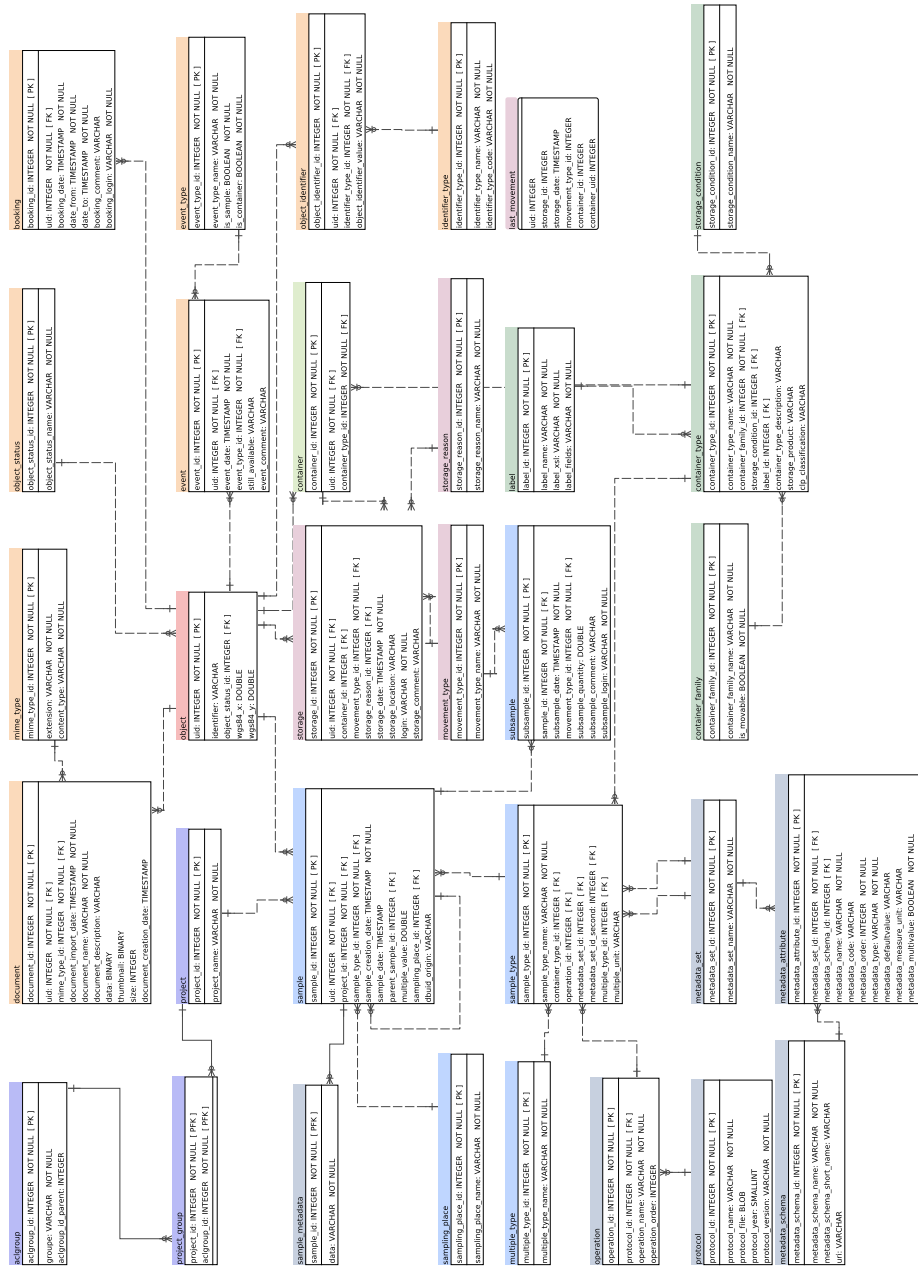 aclgroup
aclgroup_id: INTEGER NOT NULL [ PK ]
groupe: VARCHAR NOT NULL
aclgroup_id_parent: INTEGER
document
document_id: INTEGER NOT NULL [ PK ]
uid: INTEGER NOT NULL [ FK ]
mime_type_id: INTEGER NOT NULL [ FK ]
document_import_date: TIMESTAMP NOT NULL
document_name: VARCHAR NOT NULL
document_description: VARCHAR
data: BINARY
thumbnail: BINARY
size: INTEGER
document_creation_date: TIMESTAMP
mime_type
mime_type_id: INTEGER NOT NULL [ PK ]
extension: VARCHAR NOT NULL
content_type: VARCHAR NOT NULL
object_status
object_status_id: INTEGER NOT NULL [ PK ]
object_status_name: VARCHAR NOT NULL
booking
booking_id: INTEGER NOT NULL [ PK ]
uid: INTEGER NOT NULL [ FK ]
booking_date: TIMESTAMP NOT NULL
date_from: TIMESTAMP NOT NULL
date_to: TIMESTAMP NOT NULL
booking_comment: VARCHAR
booking_login: VARCHAR NOT NULL
project_group
project_id: INTEGER NOT NULL [ PFK ]
aclgroup_id: INTEGER NOT NULL [ PFK ]
project
project_id: INTEGER NOT NULL [ PK ]
project_name: VARCHAR NOT NULL
object
uid: INTEGER NOT NULL [ PK ]
identifier: VARCHAR
object_status_id: INTEGER [ FK ]
wgs84_x: DOUBLE
wgs84_y: DOUBLE
event
event_id: INTEGER NOT NULL [ PK ]
uid: INTEGER NOT NULL [ FK ]
event_date: TIMESTAMP NOT NULL
event_type_id: INTEGER NOT NULL [ FK ]
still_available: VARCHAR
event_comment: VARCHAR
event_type
event_type_id: INTEGER NOT NULL [ PK ]
event_type_name: VARCHAR NOT NULL
is_sample: BOOLEAN NOT NULL
is_container: BOOLEAN NOT NULL
sample_metadata
sample_id: INTEGER NOT NULL [ PFK ]
data: VARCHAR NOT NULL
sample
sample_id: INTEGER NOT NULL [ PK ]
uid: INTEGER NOT NULL [ FK ]
project_id: INTEGER NOT NULL [ FK ]
sample_type_id: INTEGER NOT NULL [ FK ]
sample_creation_date: TIMESTAMP NOT NULL
sample_date: TIMESTAMP
parent_sample_id: INTEGER [ FK ]
multiple_value: DOUBLE
sampling_place_id: INTEGER [ FK ]
dbuid_origin: VARCHAR
storage
storage_id: INTEGER NOT NULL [ PK ]
uid: INTEGER NOT NULL [ FK ]
container_id: INTEGER [ FK ]
movement_type_id: INTEGER NOT NULL [ FK ]
storage_reason_id: INTEGER [ FK ]
storage_date: TIMESTAMP NOT NULL
storage_location: VARCHAR
login: VARCHAR NOT NULL
storage_comment: VARCHAR
container
container_id: INTEGER NOT NULL [ PK ]
uid: INTEGER NOT NULL [ FK ]
container_type_id: INTEGER NOT NULL [ FK ]
object_identifier
object_identifier_id: INTEGER NOT NULL [ PK ]
uid: INTEGER NOT NULL [ FK ]
identifier_type_id: INTEGER NOT NULL [ FK ]
object_identifier_value: VARCHAR NOT NULL
sampling_place
sampling_place_id: INTEGER NOT NULL [ PK ]
sampling_place_name: VARCHAR NOT NULL
movement_type
movement_type_id: INTEGER NOT NULL [ PK ]
movement_type_name: VARCHAR NOT NULL
storage_reason
storage_reason_id: INTEGER NOT NULL [ PK ]
storage_reason_name: VARCHAR NOT NULL
identifier_type
identifier_type_id: INTEGER NOT NULL [ PK ]
identifier_type_name: VARCHAR NOT NULL
identifier_type_code: VARCHAR NOT NULL
multiple_type
multiple_type_id: INTEGER NOT NULL [ PK ]
multiple_type_name: VARCHAR NOT NULL
sample_type
sample_type_id: INTEGER NOT NULL [ PK ]
sample_type_name: VARCHAR NOT NULL
container_type_id: INTEGER [ FK ]
operation_id: INTEGER [ FK ]
metadata_set_id: INTEGER [ FK ]
metadata_set_id_second: INTEGER [ FK ]
multiple_type_id: INTEGER [ FK ]
multiple_unit: VARCHAR
subsample
subsample_id: INTEGER NOT NULL [ PK ]
sample_id: INTEGER NOT NULL [ FK ]
subsample_date: TIMESTAMP NOT NULL
movement_type_id: INTEGER NOT NULL [ FK ]
subsample_quantity: DOUBLE
subsample_comment: VARCHAR
subsample_login: VARCHAR NOT NULL
label
label_id: INTEGER NOT NULL [ PK ]
label_name: VARCHAR NOT NULL
label_xsl: VARCHAR NOT NULL
label_fields: VARCHAR NOT NULL
last_movement
uid: INTEGER
storage_id: INTEGER
storage_date: TIMESTAMP
movement_type_id: INTEGER
container_id: INTEGER
container_uid: INTEGER
operation
operation_id: INTEGER NOT NULL [ PK ]
protocol_id: INTEGER NOT NULL [ FK ]
operation_name: VARCHAR NOT NULL
operation_order: INTEGER
protocol
protocol_id: INTEGER NOT NULL [ PK ]
protocol_name: VARCHAR NOT NULL
protocol_file: BLOB
protocol_year: SMALLINT
protocol_version: VARCHAR NOT NULL
metadata_set
metadata_set_id: INTEGER NOT NULL [ PK ]
metadata_set_name: VARCHAR NOT NULL
container_family
container_family_id: INTEGER NOT NULL [ PK ]
container_family_name: VARCHAR NOT NULL
is_movable: BOOLEAN NOT NULL
container_type
container_type_id: INTEGER NOT NULL [ PK ]
container_type_name: VARCHAR NOT NULL
container_family_id: INTEGER NOT NULL [ FK ]
storage_condition_id: INTEGER [ FK ]
label_id: INTEGER [ FK ]
container_type_description: VARCHAR
storage_product: VARCHAR
clp_classification: VARCHAR
storage_condition
storage_condition_id: INTEGER NOT NULL [ PK ]
storage_condition_name: VARCHAR NOT NULL
metadata_schema
metadata_schema_id: INTEGER NOT NULL [ PK ]
metadata_schema_name: VARCHAR NOT NULL
metadata_schema_short_name: VARCHAR
uri: VARCHAR
metadata_attribute
metadata_attribute_id: INTEGER NOT NULL [ PK ]
metadata_set_id: INTEGER NOT NULL [ FK ]
metadata_schema_id: INTEGER [ FK ]
metadata_name: VARCHAR NOT NULL
metadata_code: VARCHAR
metadata_order: INTEGER NOT NULL
metadata_type: VARCHAR NOT NULL
metadata_defaultvalue: VARCHAR
metadata_measure_unit: VARCHAR
metadata_multivalue: BOOLEAN NOT NULL